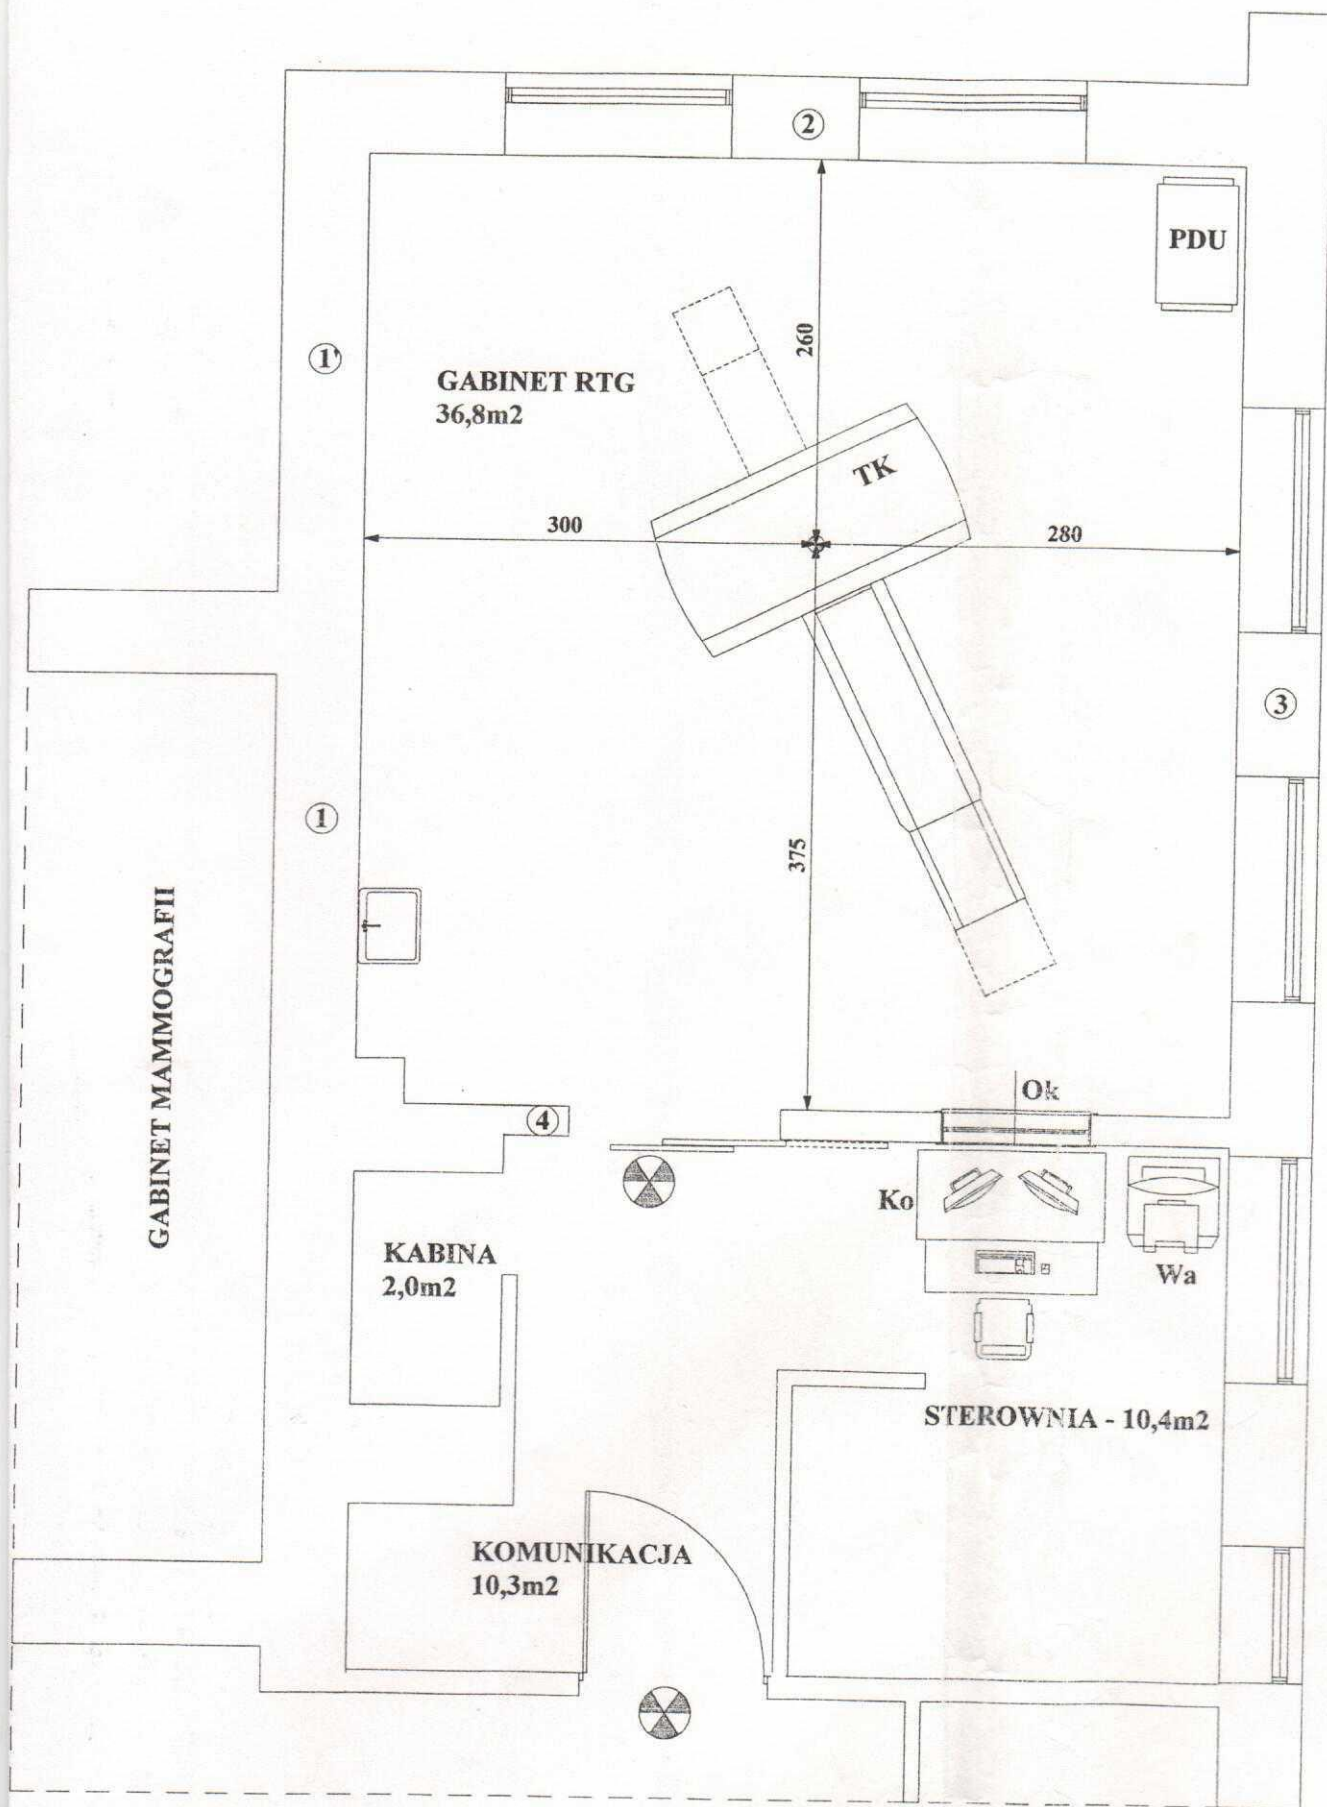 ②
PDU
①'
260
GABINET RTG
36,8m2
TK
300
280
③
①
375
GABINET MAMMOGRAFII
Ok
④
Ko
KABINA
2,0m2
Wa
STEROWNIA - 10,4m2
KOMUNIKACJA
10,3m2